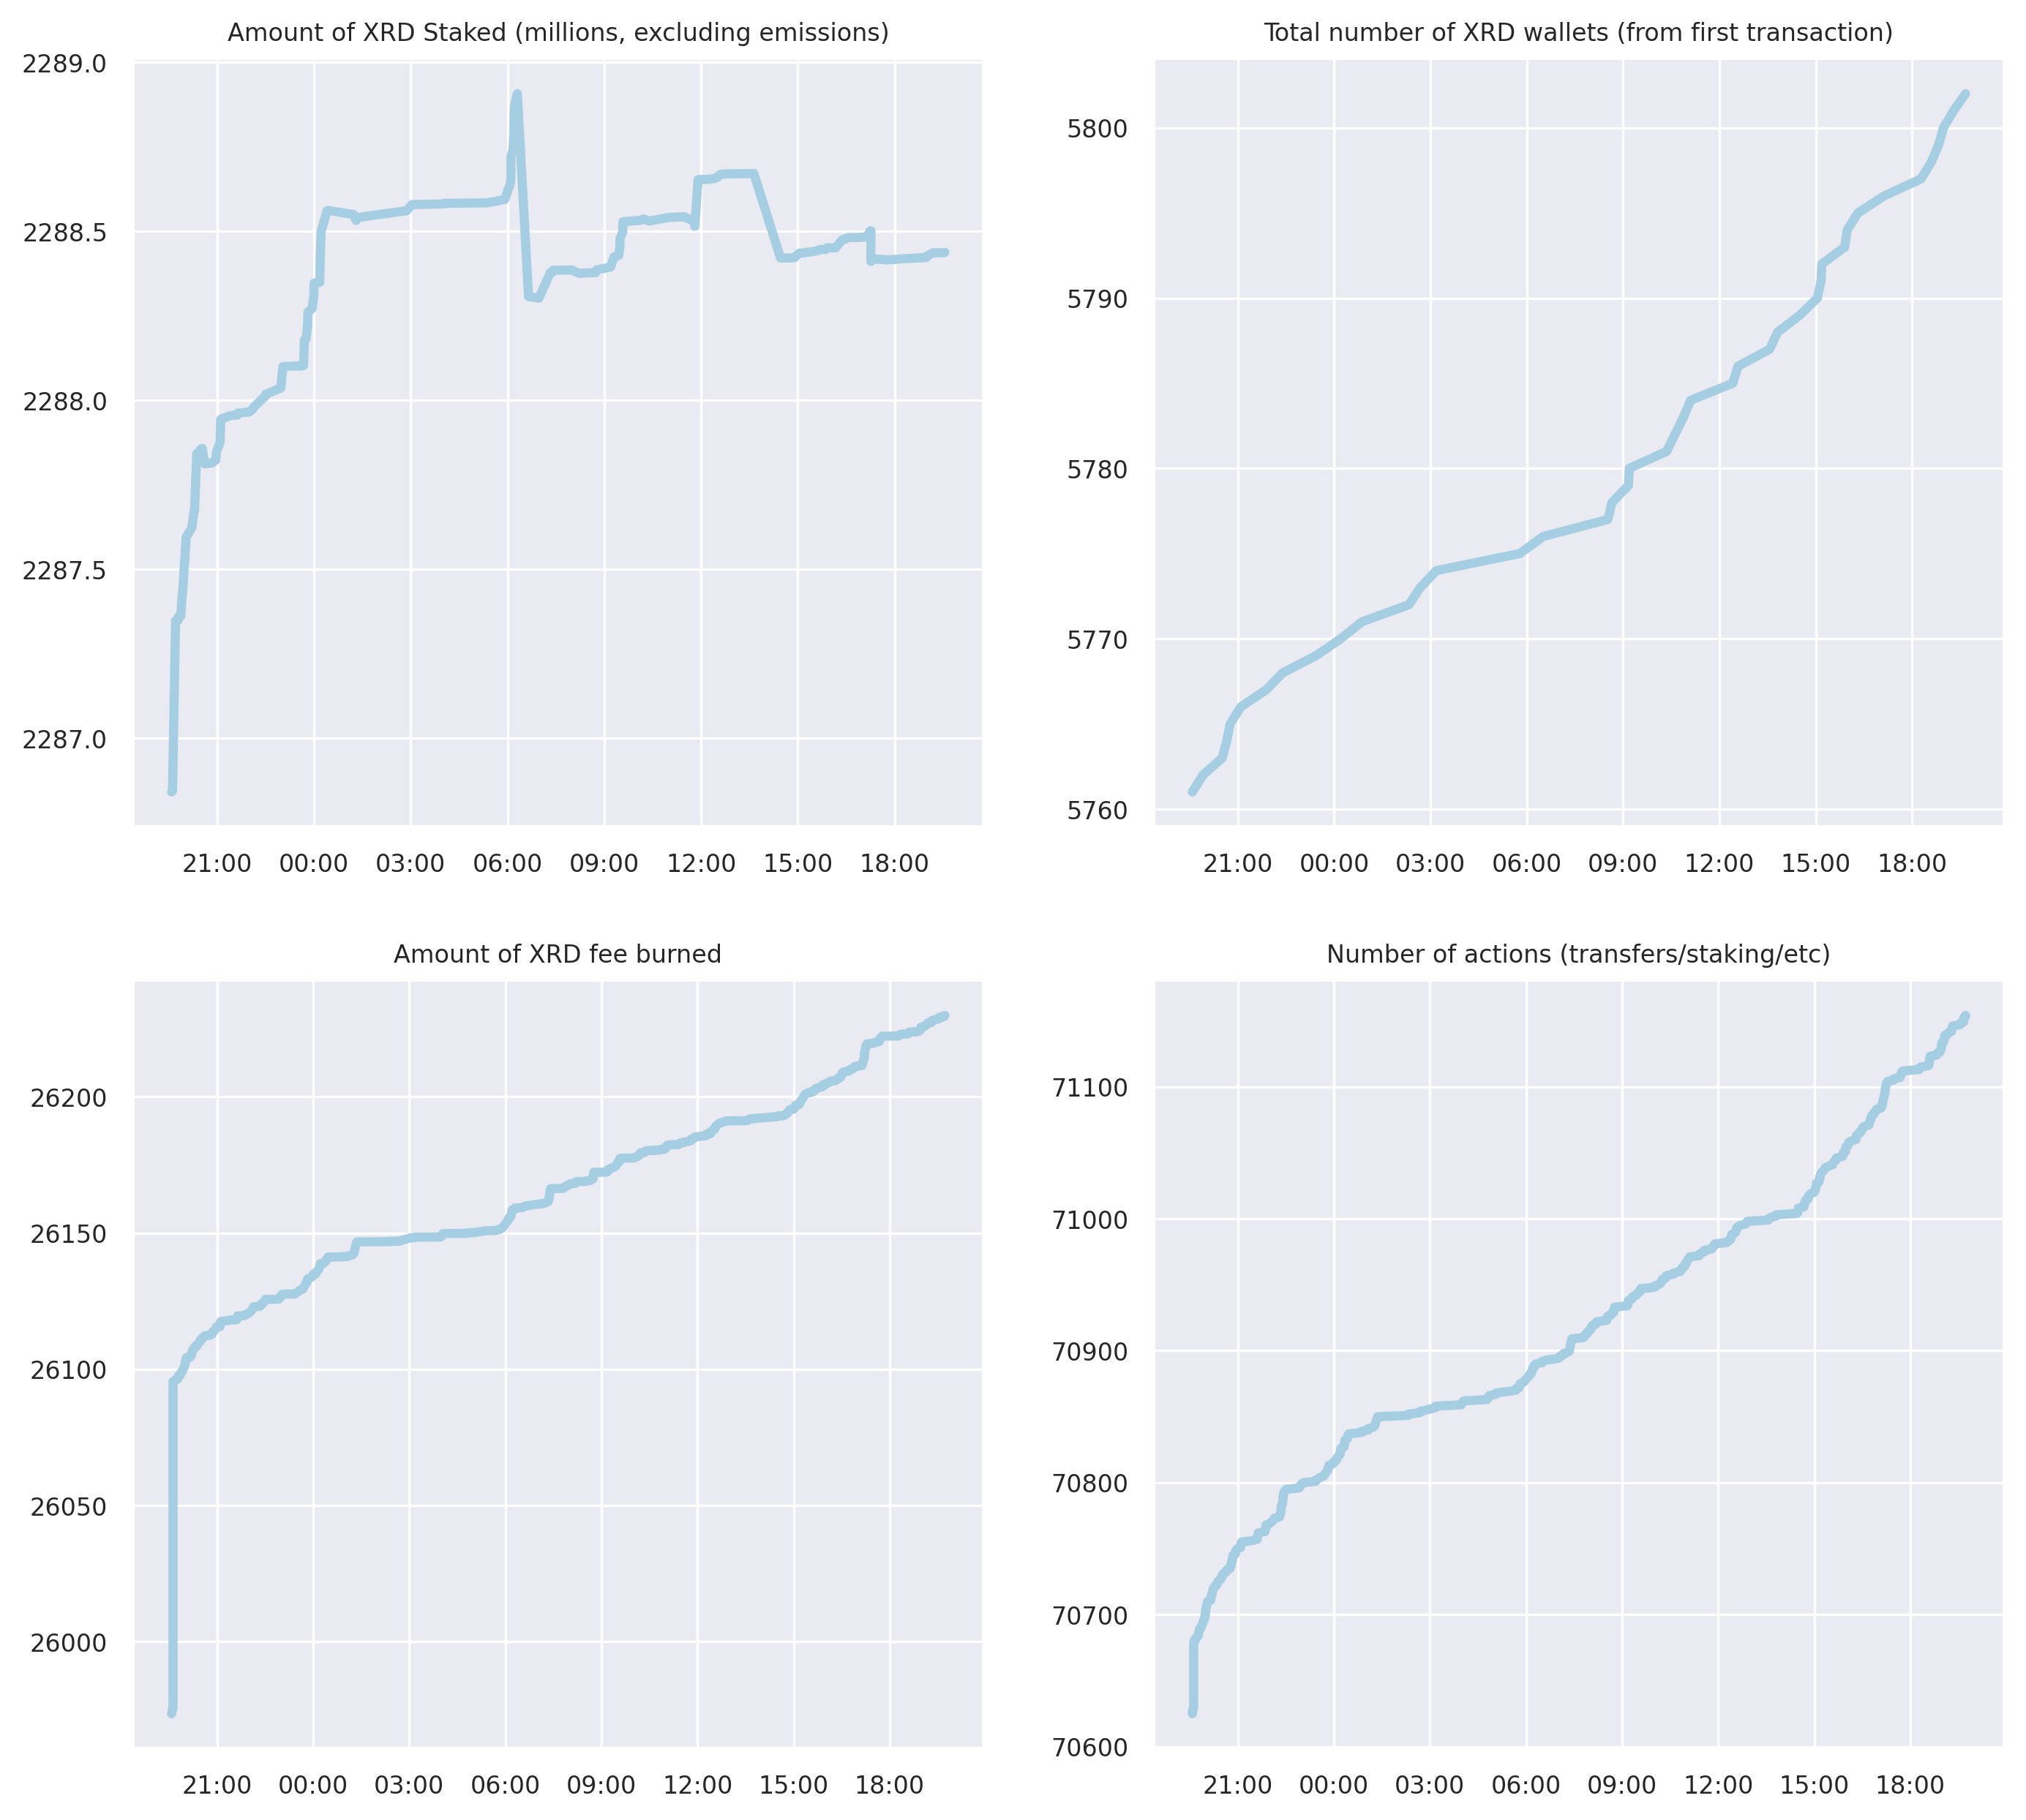 Amount of XRD Staked (millions, excluding emissions)
2289.0
2288.5
2288.0
2287.5
2287.0
21:00 00:00 03:00 06:00 09:00 12:00 15:00 18:00
Total number of XRD wallets (from first transaction)
5800
5790
5780
5770
5760
21:00 00:00 03:00 06:00 09:00 12:00 15:00 18:00
Amount of XRD fee burned
26200
26150
26100
26050
26000
21:00 00:00 03:00 06:00 09:00 12:00 15:00 18:00
Number of actions (transfers/staking/etc)
71100
71000
70900
70800
70700
70600
21:00 00:00 03:00 06:00 09:00 12:00 15:00 18:00